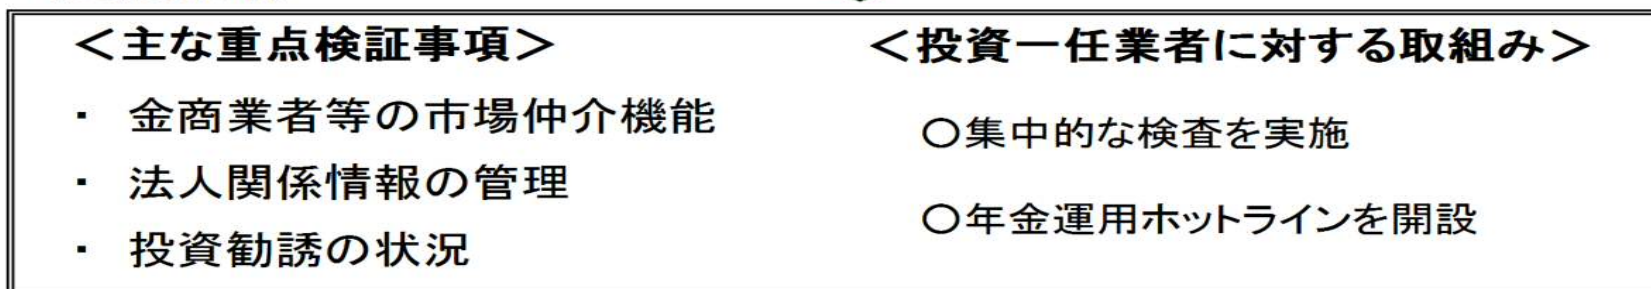 ＜主な重点検証事項＞
・ 金商業者等の市場仲介機能
・ 法人関係情報の管理
・ 投資勧誘の状況
＜投資一任業者に対する取組み＞
○集中的な検査を実施
○年金運用ホットラインを開設